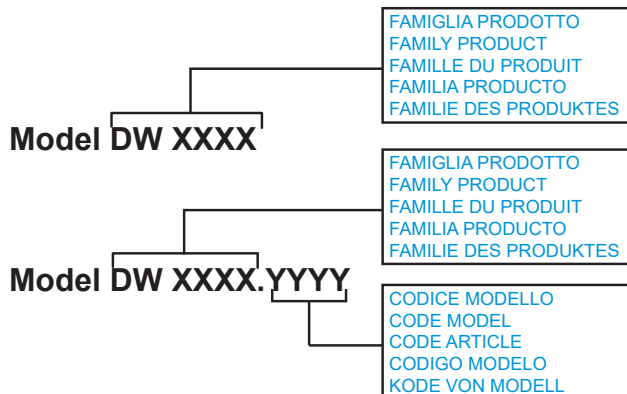 FAMIGLIA PRODOTTO
FAMILY PRODUCT
FAMILLE DU PRODUIT
FAMILIA PRODUCTO
FAMILIE DES PRODUKTES
Model DW XXXX
FAMIGLIA PRODOTTO
FAMILY PRODUCT
FAMILLE DU PRODUIT
FAMILIA PRODUCTO
FAMILIE DES PRODUKTES
Model DW XXXX.YYYY
CODICE MODELLO
CODE MODEL
CODE ARTICLE
CODIGO MODELO
KODE VON MODELL